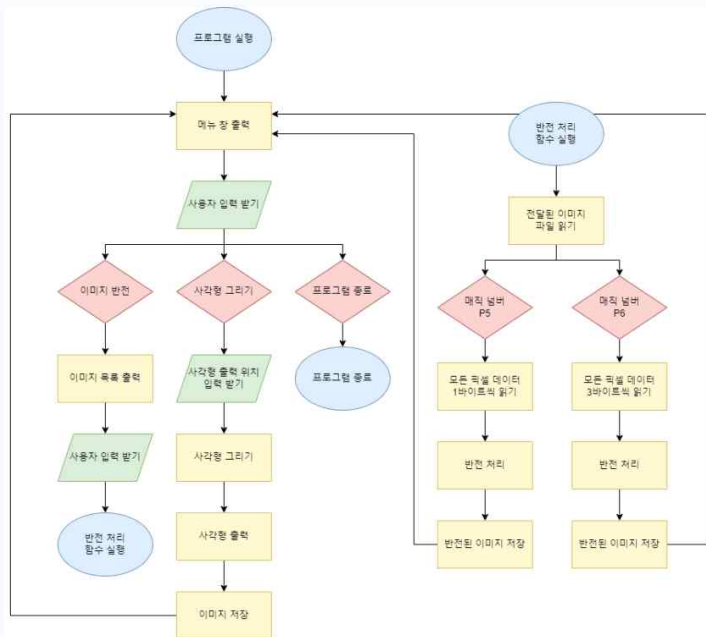 프로그램 실행
메뉴 창 출력
사용자 입력 받기
이미지 반전
사각형 그리기
프로그램 종료
이미지 목록 출력
사각형 출력 위치
입력 받기
프로그램 종료
사용자 입력 받기
사각형 그리기
반전 처리
함수 실행
사각형 출력
이미지 저장
반전 처리
함수 실행
전달된 이미지
파일 읽기
매직 넘버
P5
매직 넘버
P6
모든 픽셀 데이터
1바이트씩 읽기
모든 픽셀 데이터
3바이트씩 읽기
반전 처리
반전 처리
반전된 이미지 저장
반전된 이미지 저장